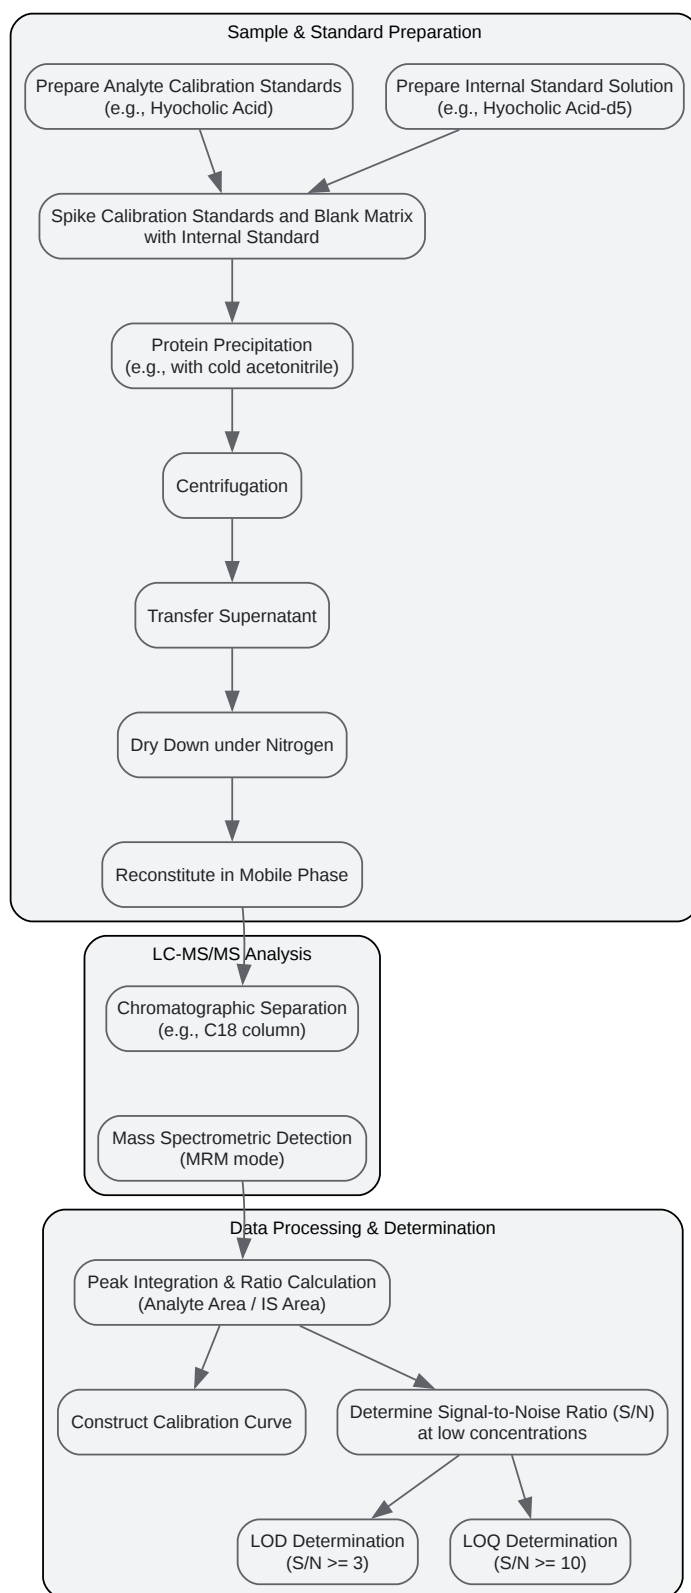 Sample & Standard Preparation
Prepare Analyte Calibration Standards
(e.g., Hyocholic Acid)
Prepare Internal Standard Solution
(e.g., Hyocholic Acid-d5)
Spike Calibration Standards and Blank Matrix
with Internal Standard
Protein Precipitation
(e.g., with cold acetonitrile)
Centrifugation
Transfer Supernatant
Dry Down under Nitrogen
Reconstitute in Mobile Phase
LC-MS/MS Analysis
Chromatographic Separation
(e.g., C18 column)
Mass Spectrometric Detection
(MRM mode)
Data Processing & Determination
Peak Integration & Ratio Calculation
(Analyte Area / IS Area)
Construct Calibration Curve
Determine Signal-to-Noise Ratio (S/N)
at low concentrations
LOD Determination
(S/N >= 3)
LOQ Determination
(S/N >= 10)